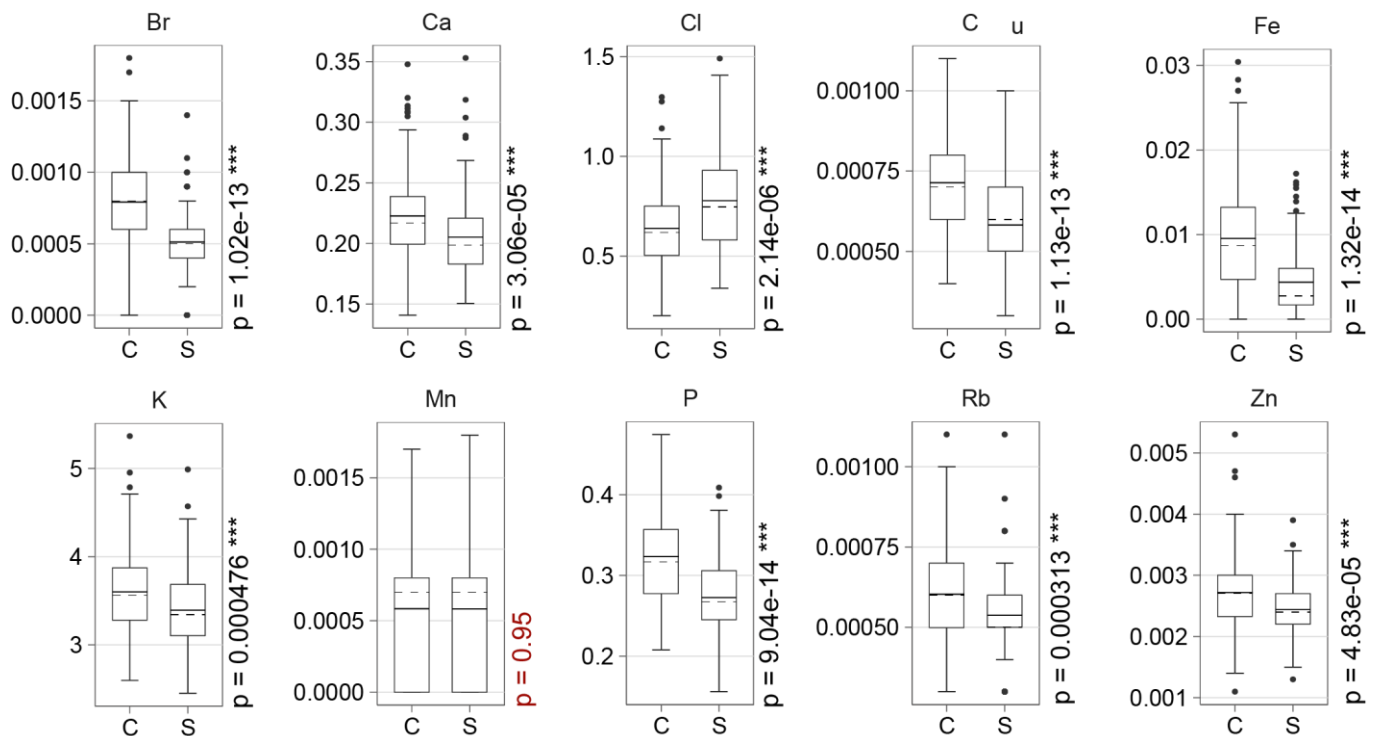 Br
0.0015
0.0010
0.0005
0.0000
C S
p = 1.02e-13 ***
Ca
0.35
0.30
0.25
0.20
0.15
C S
p = 3.06e-05 ***
Cl
1.5
1.0
0.5
C S
p = 2.14e-06 ***
C u
0.00100
0.00075
0.00050
C S
p = 1.13e-13 ***
Fe
0.03
0.02
0.01
0.00
C S
p = 1.32e-14 ***
K
5
4
3
C S
p = 0.000476 ***
Mn
0.0015
0.0010
0.0005
0.0000
C S
p = 0.95
P
0.4
0.3
0.2
C S
p = 9.04e-14 ***
Rb
0.00100
0.00075
0.00050
C S
p = 0.000313 ***
Zn
0.005
0.004
0.003
0.002
0.001
C S
p = 4.83e-05 ***